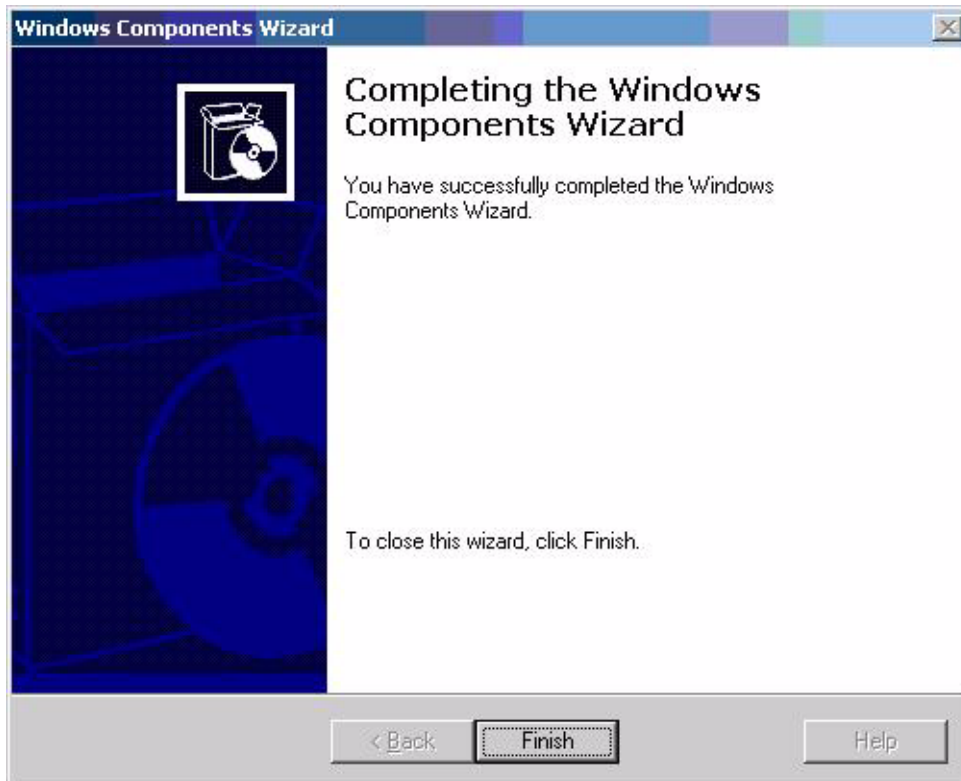 Windows Components Wizard
Completing the Windows
Components Wizard
You have successfully completed the Windows
Components Wizard.
To close this wizard, click Finish.
< Back
Finish
Help